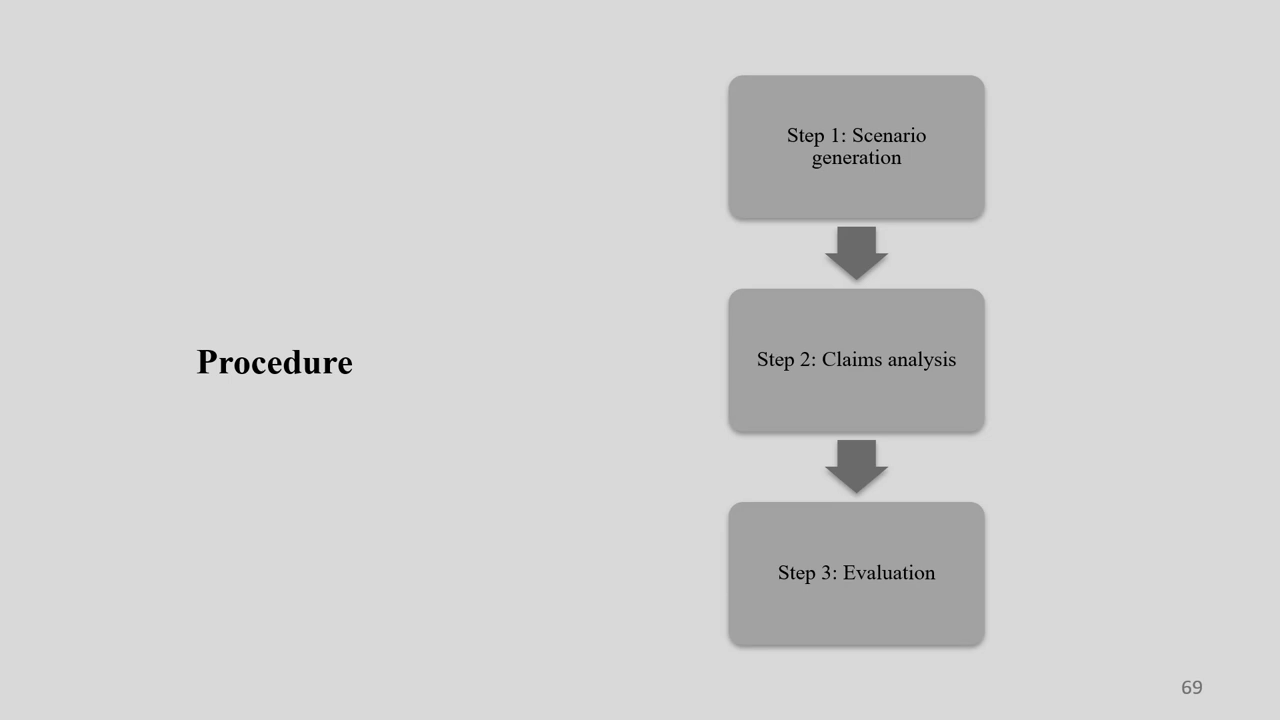 Procedure
Step 1: Scenario
generation
Step 2: Claims analysis
Step 3: Evaluation
69